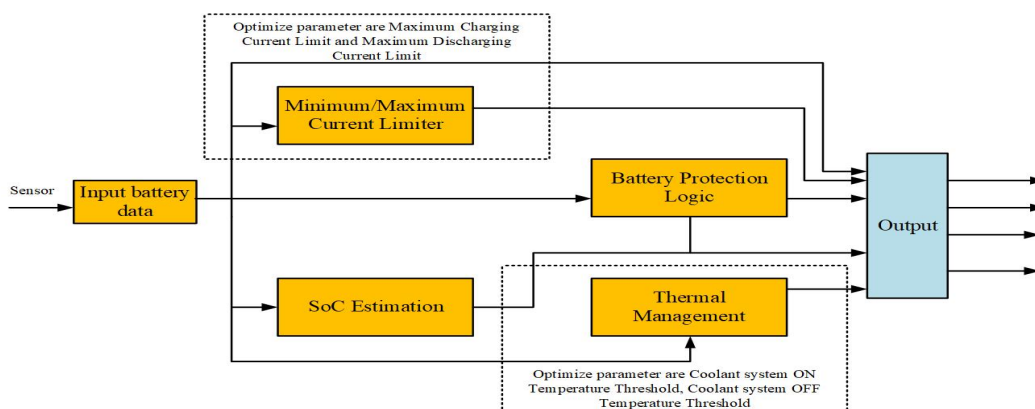 Optimize parameter are Maximum Charging
Current Limit and Maximum Discharging
Current Limit
Minimum/Maximum
Current Limiter
Sensor
Input battery
data
Battery Protection
Logic
Output
SoC Estimation
Thermal
Management
Optimize parameter are Coolant system ON
Temperature Threshold, Coolant system OFF
Temperature Threshold